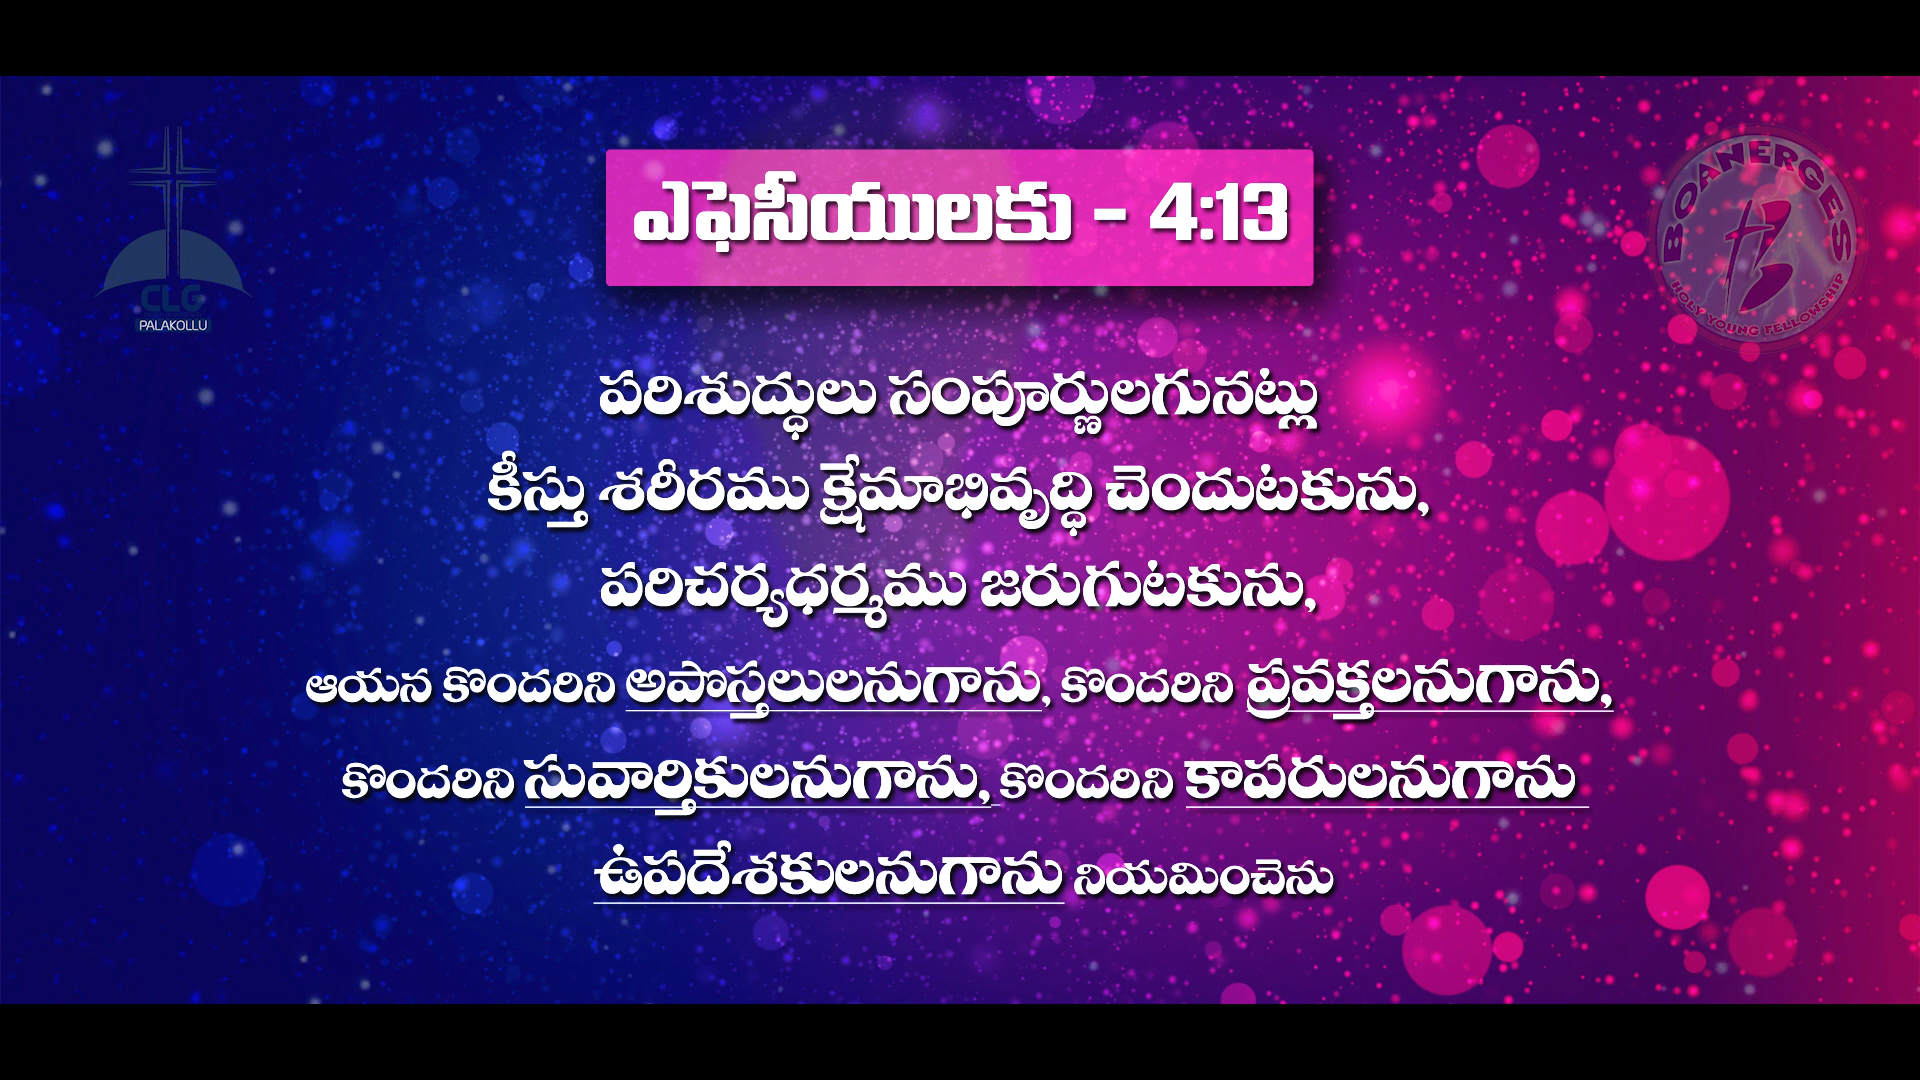 ఎఫెసీయులకు - 4:13
CLG
PALAKOLLU
BOANERGES
HOLY YOUNG FELLOWSHIP
పరిశుద్ధులు సంపూర్ణులగునట్లు
కీస్తు శరీరము క్షేమాభివృద్ధి చెందుటకును,
పరిచర్యధర్మము జరుగుటకును,
ఆయన కొందరిని అపొస్తలులనుగాను, కొందరిని ప్రవక్తలనుగాను,
కొందరిని సువార్తికులనుగాను, కొందరిని కాపరులనుగాను
ఉపదేశకులనుగాను నియమించెను